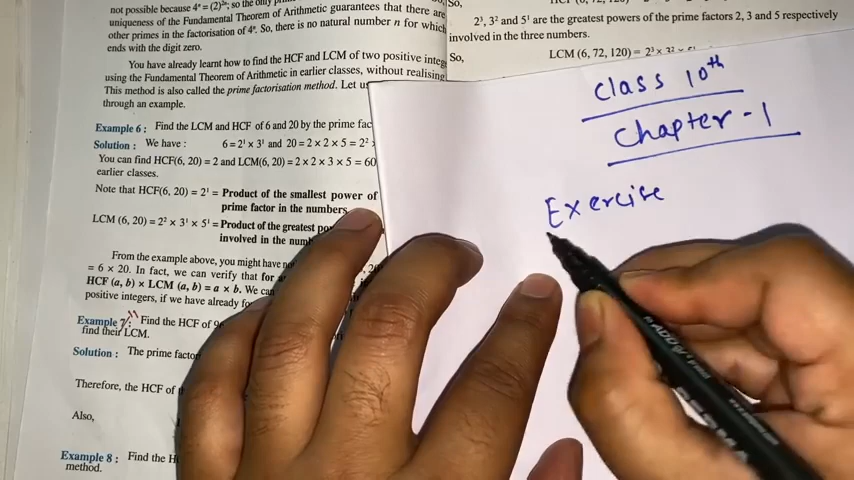 not possible because 4ⁿ = (2)²ⁿ; so the only
uniqueness of the Fundamental Theorem of Arithmetic guarantees that there are
other primes in the factorisation of 4ⁿ. So, there is no natural number n for which
ends with the digit zero.
You have already learnt how to find the HCF and LCM of two positive
using the Fundamental Theorem of Arithmetic in earlier classes, without realising
This method is also called the prime factorisation method. Let
through an example.
Example 6 : Find the LCM and HCF of 6 and 20 by the prime
Solution : We have : 6 = 2¹ × 3¹ and 20 = 2 × 2 × 5 = 2²
You can find HCF(6, 20) = 2 and LCM(6, 20) = 2 × 2 × 3 × 5 = 60
earlier classes.
Note that HCF(6, 20) = 2¹ = Product of the smallest power of
prime factor in the numbers.
LCM (6, 20) = 2² × 3¹ × 5¹ = Product of the greatest
involved in the
From the example above, you might have
= 6 × 20. In fact, we can verify that for
HCF (a, b) × LCM (a, b) = a × b. We
positive integers, if we have already
Example 7 : Find the HCF of
find their LCM.
Solution : The prime
Therefore, the HCF of
Also,
Example 8 : Find the
method.
So,
2³, 3² and 5¹ are the greatest powers of the prime factors 2, 3 and 5 respectively
involved in the three numbers.
So,
LCM (6, 72, 120) = 2³ × 3² × 5¹
Class 10th
Chapter - 1
Exercise